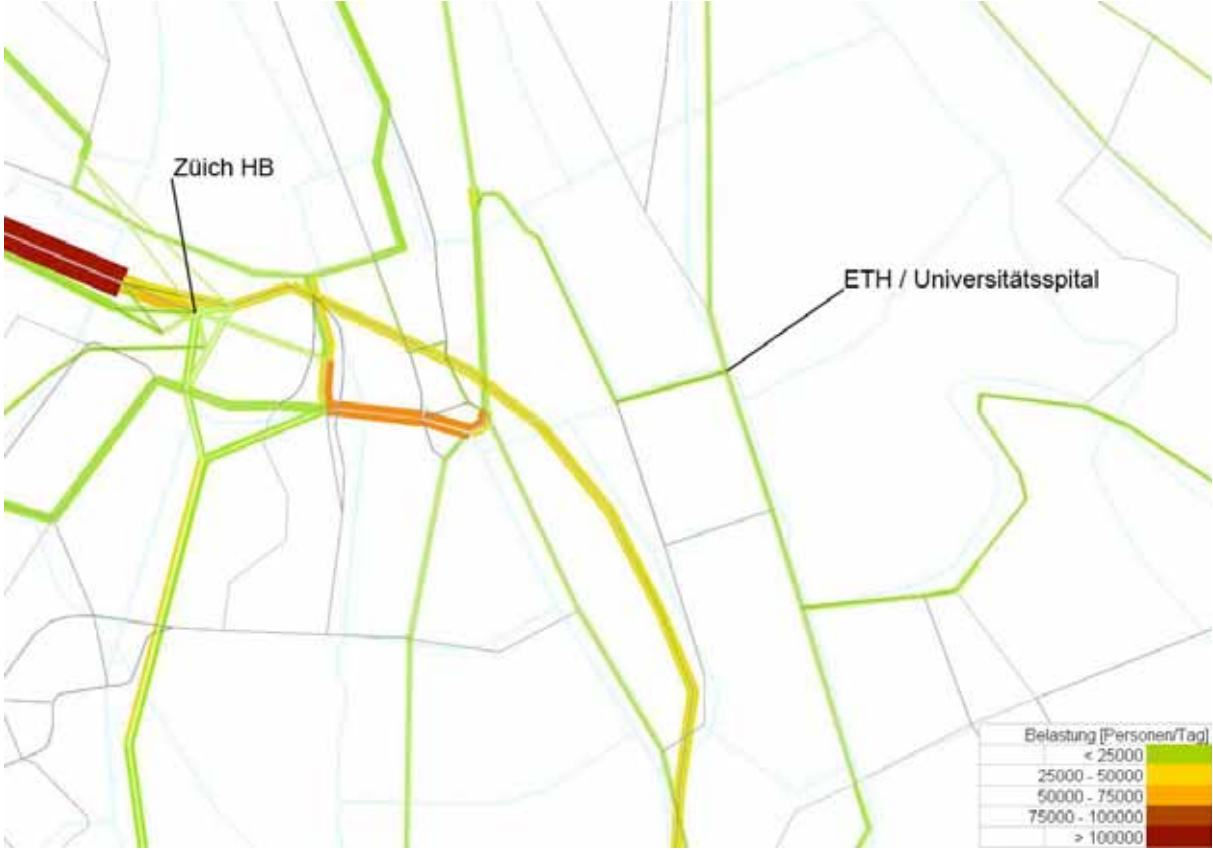 Züich HB
ETH / Universitätsspital
Belastung [Personen/Tag]
< 25000
25000 - 50000
50000 - 75000
75000 - 100000
> 100000